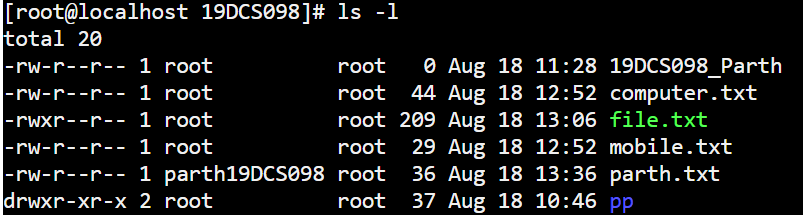 [root@localhost 19DCS098]# ls -l
total 20
-rw-r--r-- 1 root         root   0 Aug 18 11:28 19DCS098_Parth
-rw-r--r-- 1 root         root  44 Aug 18 12:52 computer.txt
-rwxr--r-- 1 root         root 209 Aug 18 13:06 file.txt
-rw-r--r-- 1 root         root  29 Aug 18 12:52 mobile.txt
-rw-r--r-- 1 parth19DCS098 root  36 Aug 18 13:36 parth.txt
drwxr-xr-x 2 root         root  37 Aug 18 10:46 pp